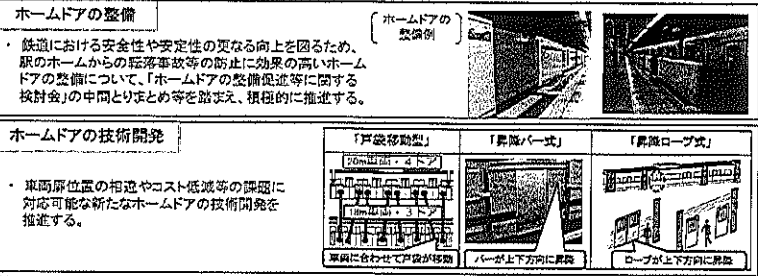 ホームドアの整備
ホームドアの
整備例
・ 鉄道における安全性や安定性の更なる向上を図るため、
駅のホームからの転落事故等の防止に効果の高いホーム
ドアの整備について、「ホームドアの整備促進等に関する
検討会」の中間とりまとめ等を踏まえ、積極的に推進する。
ホームドアの技術開発
・ 車両扉位置の相違やコスト低減等の課題に
対応可能な新たなホームドアの技術開発を
推進する。
「戸袋移動型」
20m車両・4ドア
18m車両・3ドア
車両に合わせて戸袋が移動
「昇降バー式」
バーが上下方向に昇降
「昇降ロープ式」
ロープが上下方向に昇降